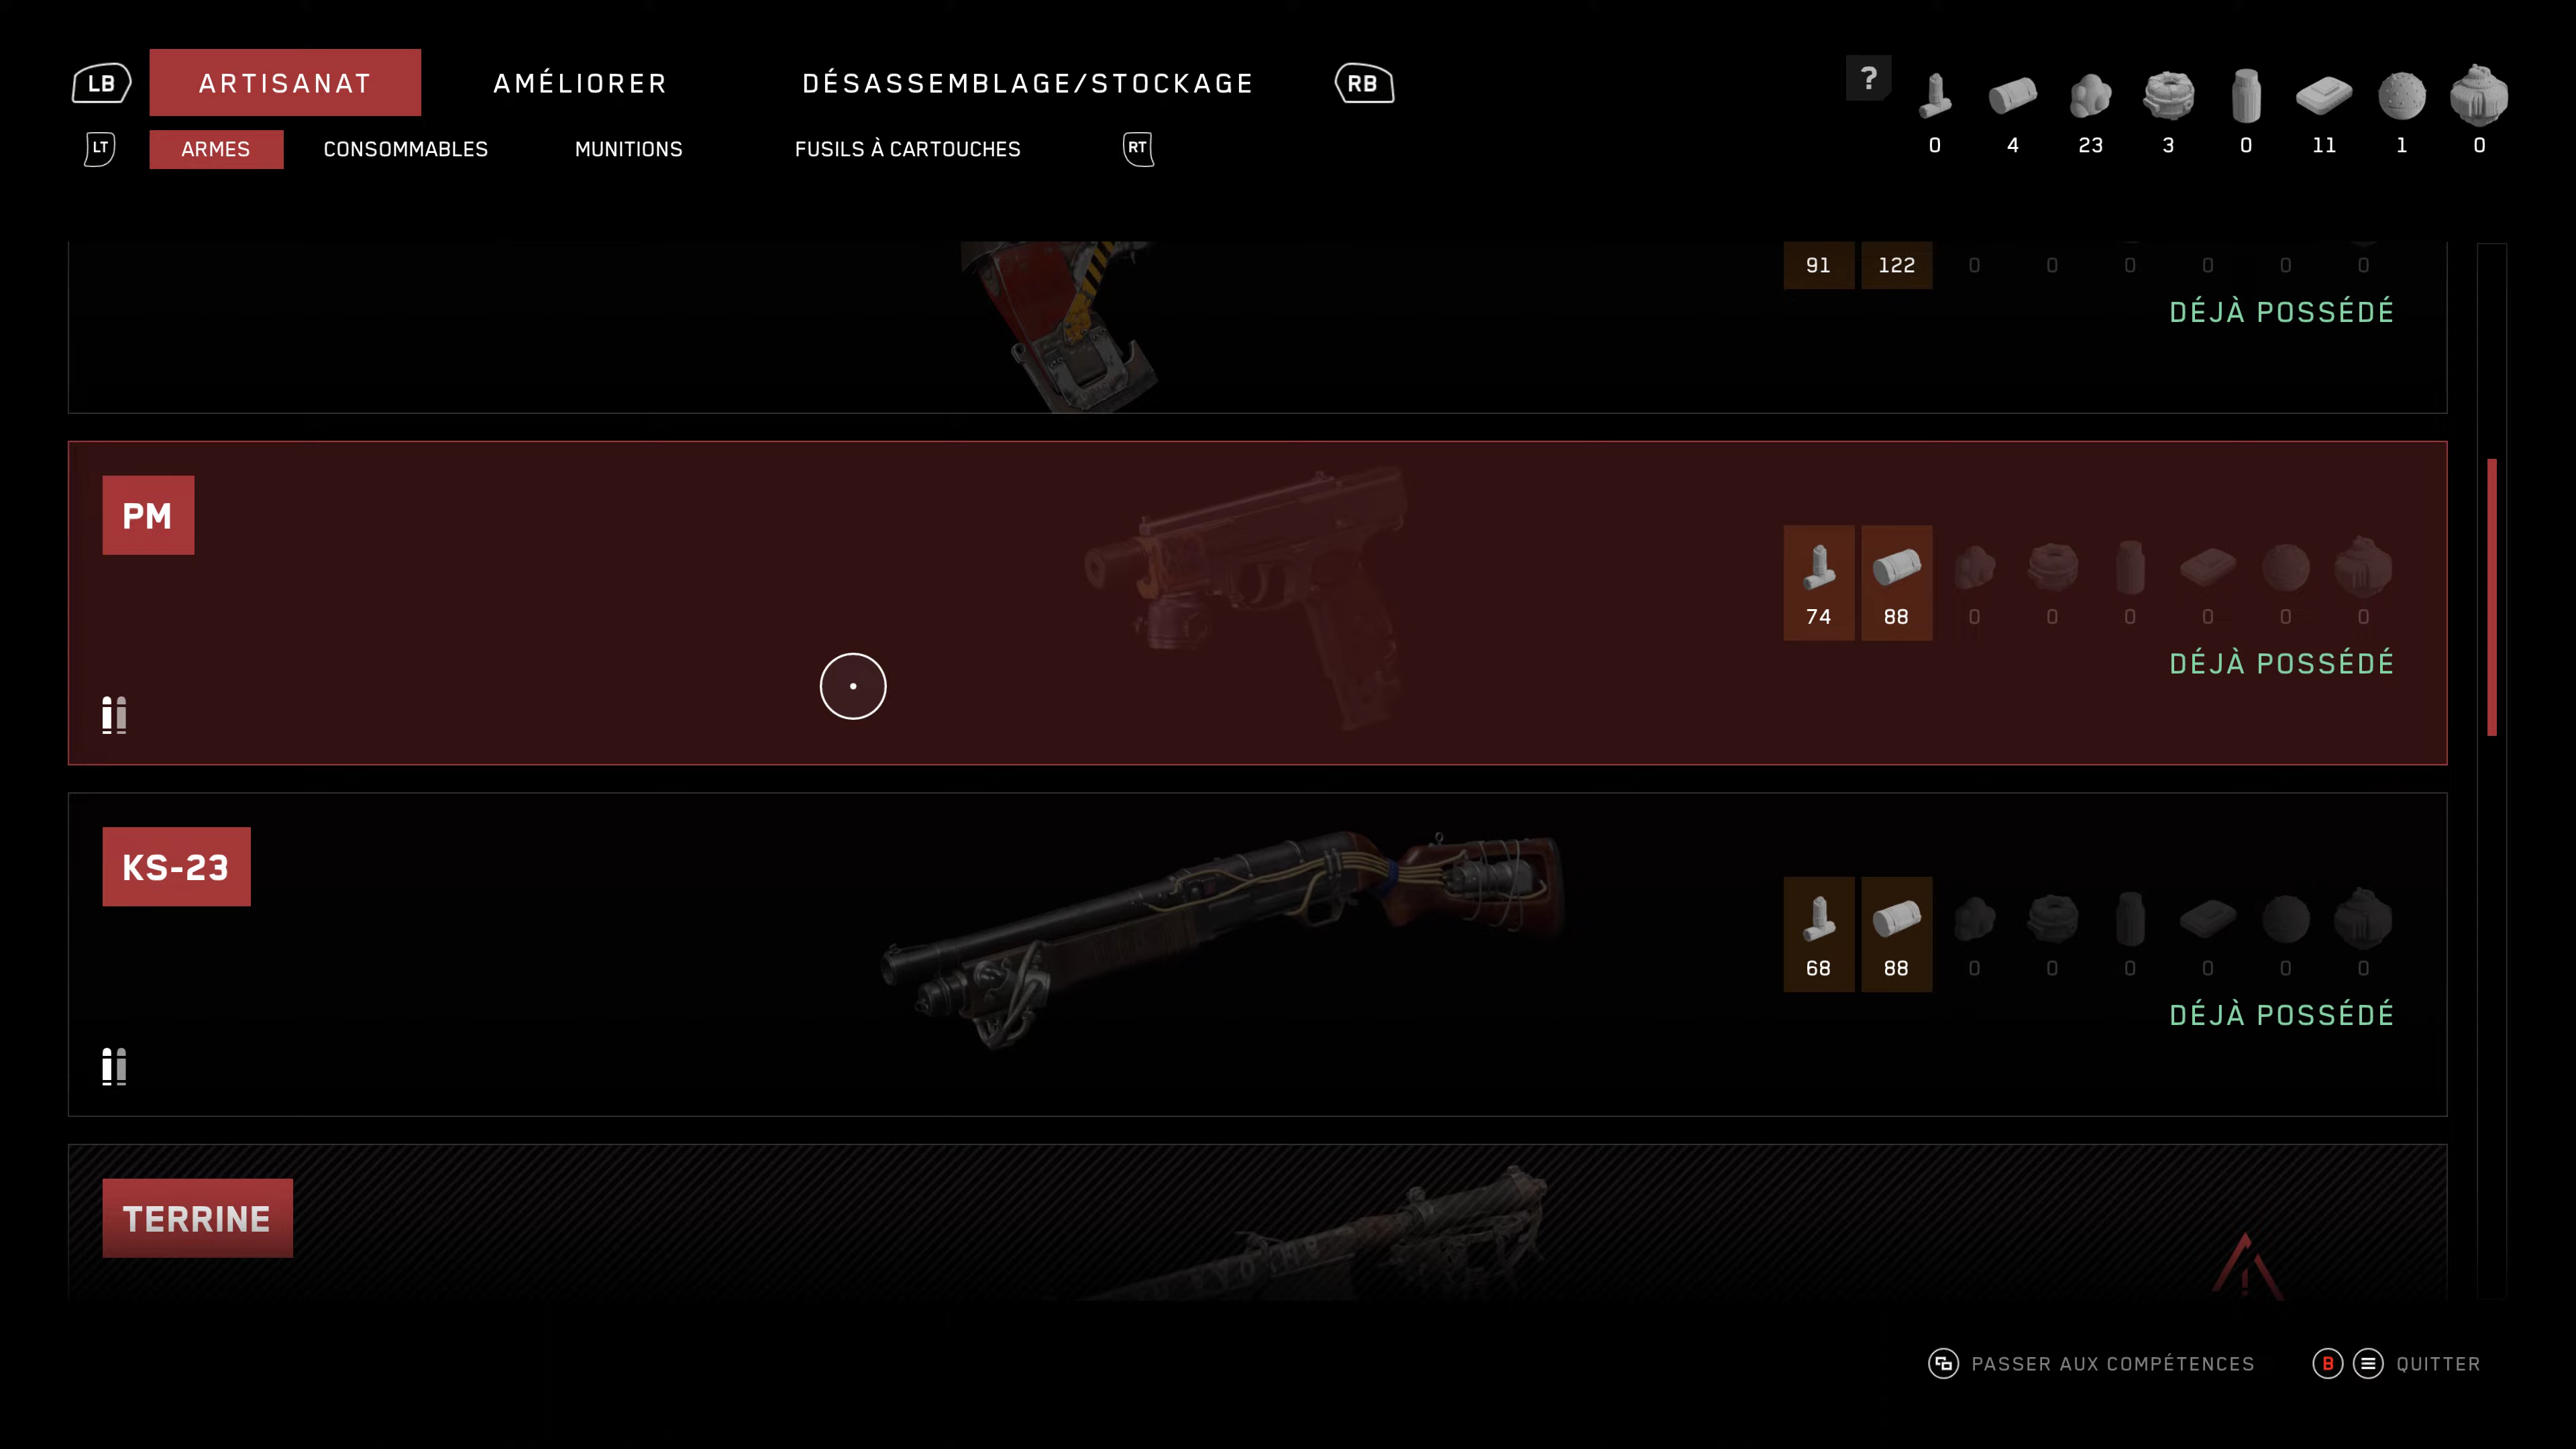 LB ARTISANAT AMÉLIORER DÉSASSEMBLAGE/STOCKAGE RB ?
LT ARMES CONSOMMABLES MUNITIONS FUSILS À CARTOUCHES RT
0 4 23 3 0 11 1 0
91 122 0 0 0 0 0 0
DÉJÀ POSSÉDÉ
PM
74 88 0 0 0 0 0 0
DÉJÀ POSSÉDÉ
KS-23
68 88 0 0 0 0 0 0
DÉJÀ POSSÉDÉ
TERRINE
PASSER AUX COMPÉTENCES B QUITTER